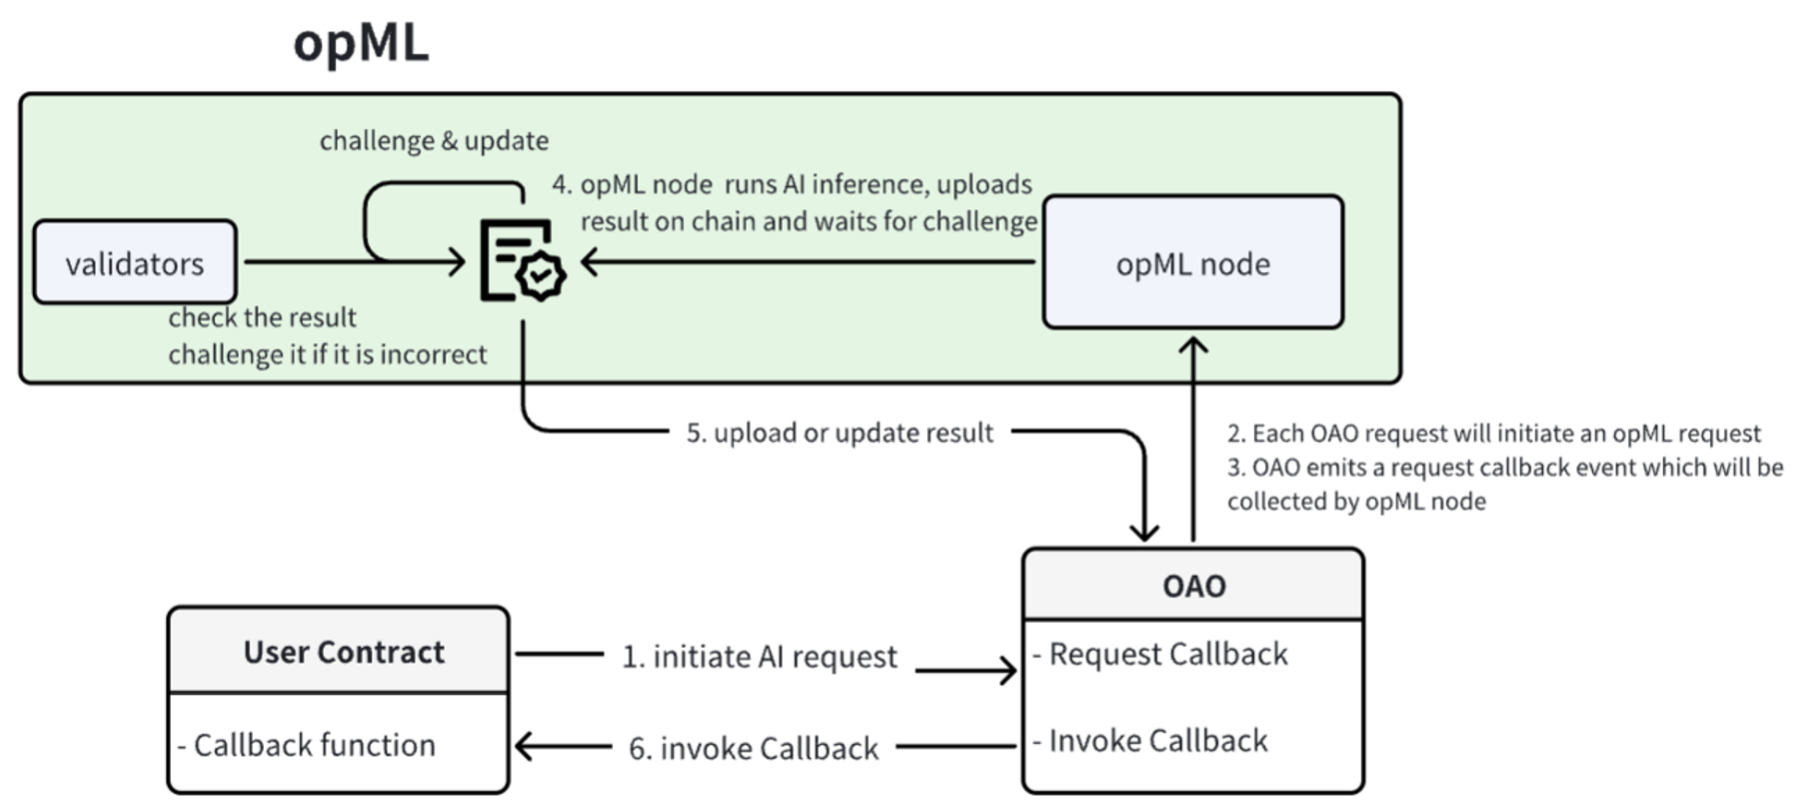 opML
challenge & update
4. opML node runs AI inference, uploads
result on chain and waits for challenge
validators
opML node
check the result
challenge it if it is incorrect
5. upload or update result
2. Each OAO request will initiate an opML request
3. OAO emits a request callback event which will be
collected by opML node
OAO
User Contract
1. initiate AI request
- Request Callback
- Callback function
6. invoke Callback
- Invoke Callback